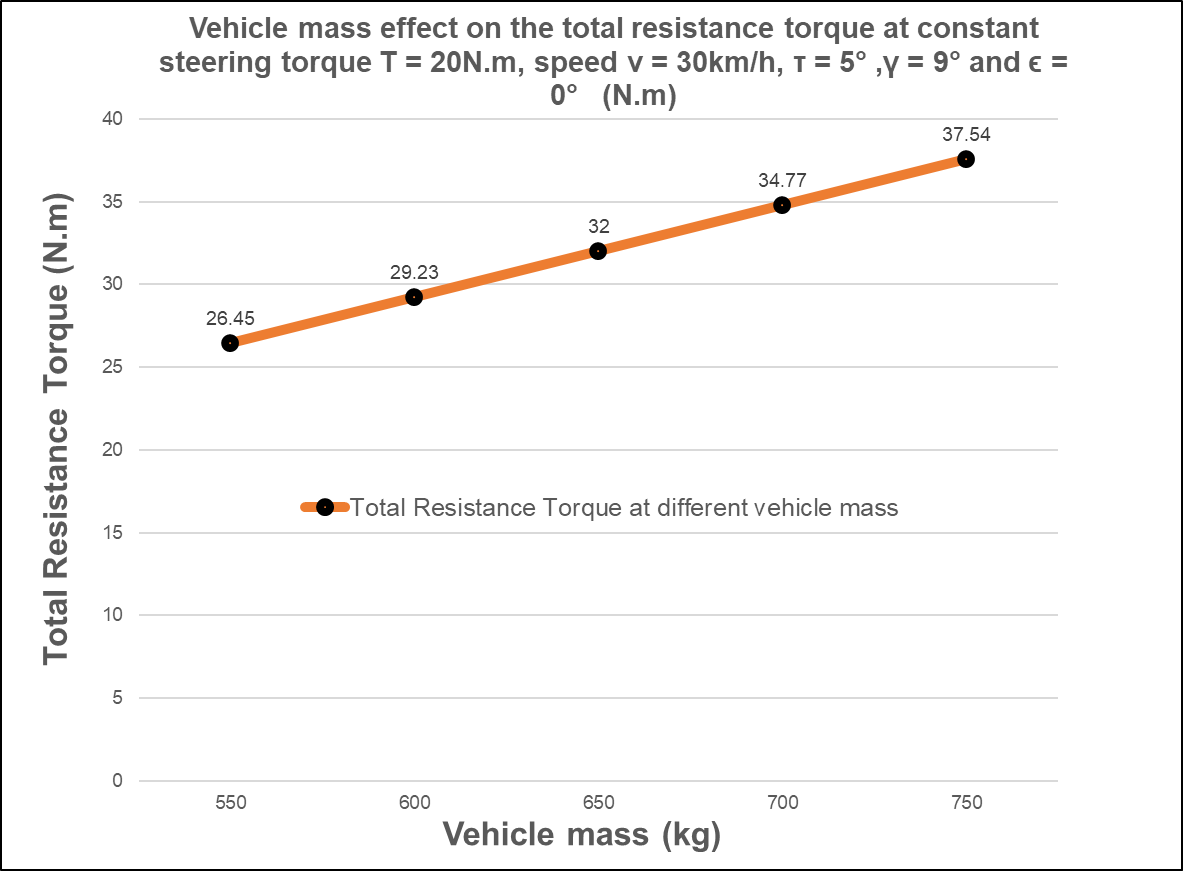 Vehicle mass effect on the total resistance torque at constant
steering torque T = 20N.m, speed v = 30km/h, τ = 5° ,γ = 9° and ϵ =
0°   (N.m)
40
35
30
25
20
15
10
5
0
Total Resistance Torque (N.m)
26.45
29.23
32
34.77
37.54
Total Resistance Torque at different vehicle mass
550 600 650 700 750
Vehicle mass (kg)